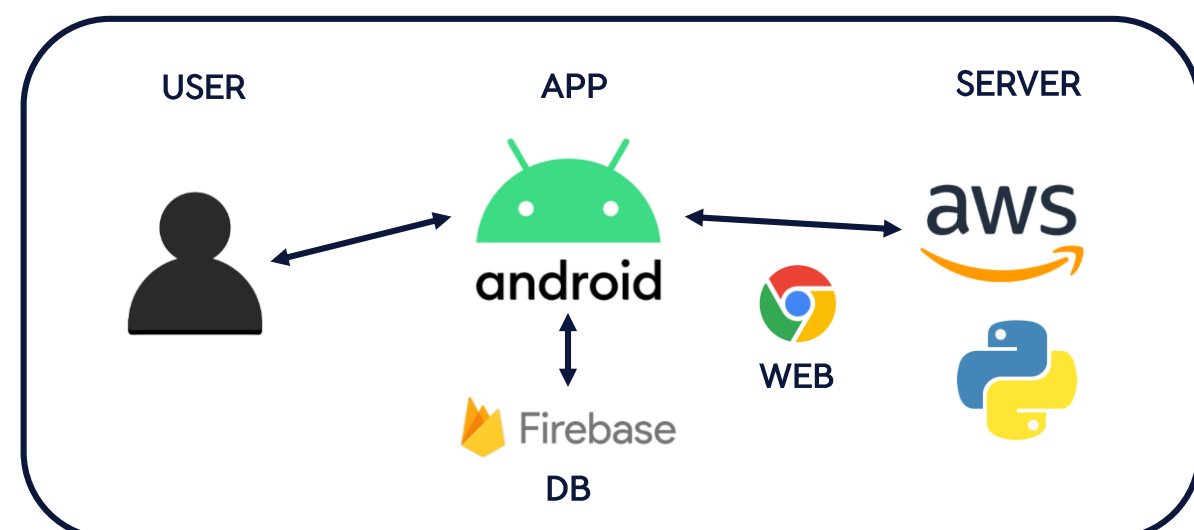 USER
APP
SERVER
aws
android
WEB
Firebase
DB